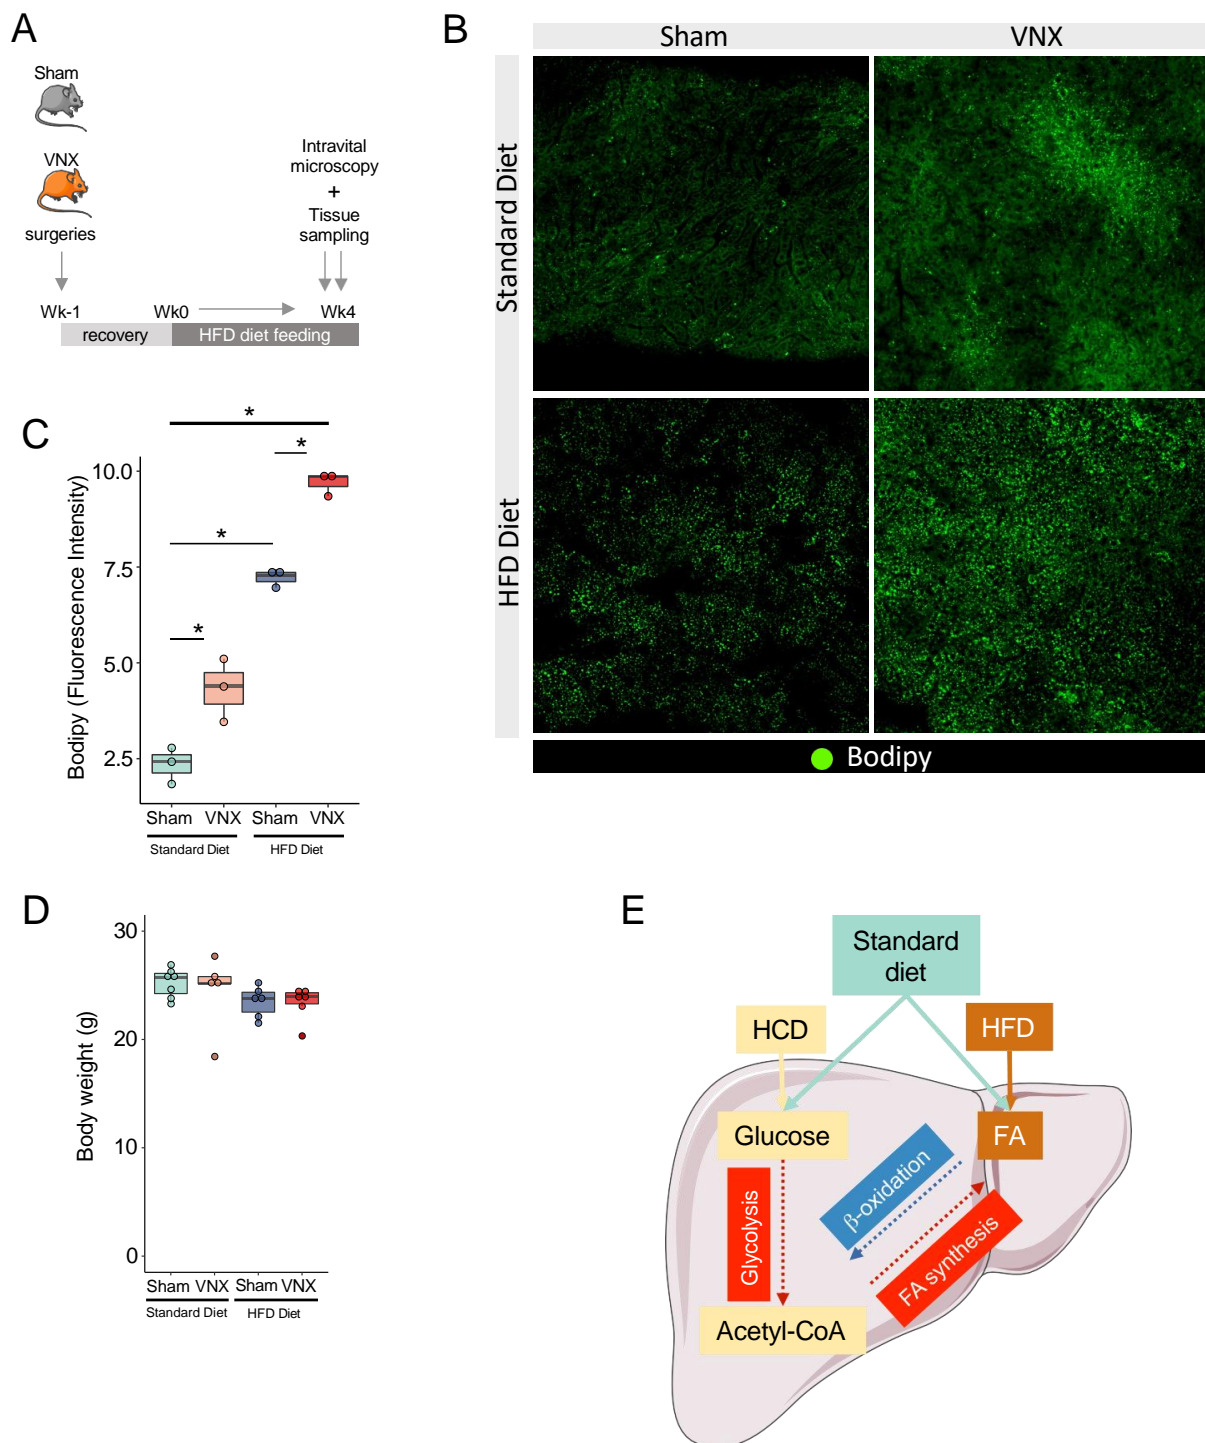 A
Sham
VNX
surgeries
Intravital
microscopy
+
Tissue
sampling
Wk-1
Wk0
Wk4
recovery
HFD diet feeding
B
Sham
VNX
Standard Diet
HFD Diet
Bodipy
C
Bodipy (Fluorescence Intensity)
10.0
7.5
5.0
2.5
*
*
*
*
Sham
VNX
Sham
VNX
Standard Diet
HFD Diet
D
Body weight (g)
30
20
10
0
Sham
VNX
Sham
VNX
Standard Diet
HFD Diet
E
Standard
diet
HCD
HFD
Glucose
FA
Glycolysis
β-oxidation
FA synthesis
Acetyl-CoA